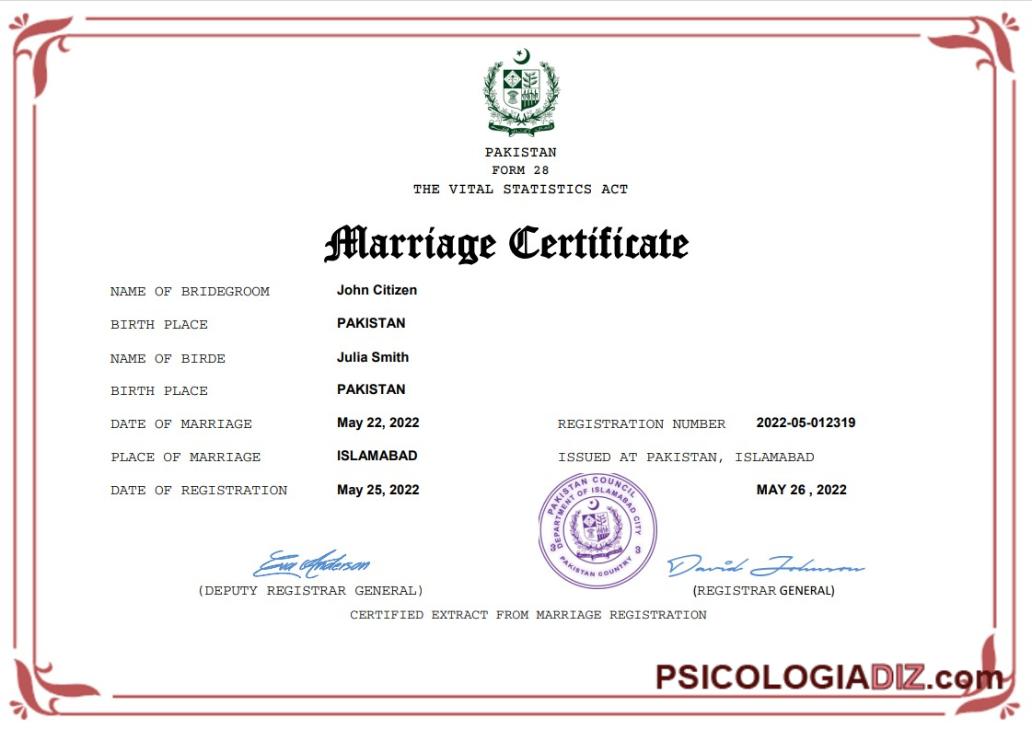 PAKISTAN
FORM 28
THE VITAL STATISTICS ACT
Marriage Certificate
NAME OF BRIDEGROOM John Citizen
BIRTH PLACE PAKISTAN
NAME OF BIRDE Julia Smith
BIRTH PLACE PAKISTAN
DATE OF MARRIAGE May 22, 2022 REGISTRATION NUMBER 2022-05-012319
PLACE OF MARRIAGE ISLAMABAD ISSUED AT PAKISTAN, ISLAMABAD
DATE OF REGISTRATION May 25, 2022 MAY 26 , 2022
PAKISTAN COUNCIL
DEPARTMENT OF ISLAMABAD CITY
3 3
PAKISTAN COUNTRY
Eva Anderson David Johnson
(DEPUTY REGISTRAR GENERAL) (REGISTRAR GENERAL)
CERTIFIED EXTRACT FROM MARRIAGE REGISTRATION
PSICOLOGIADIZ.com